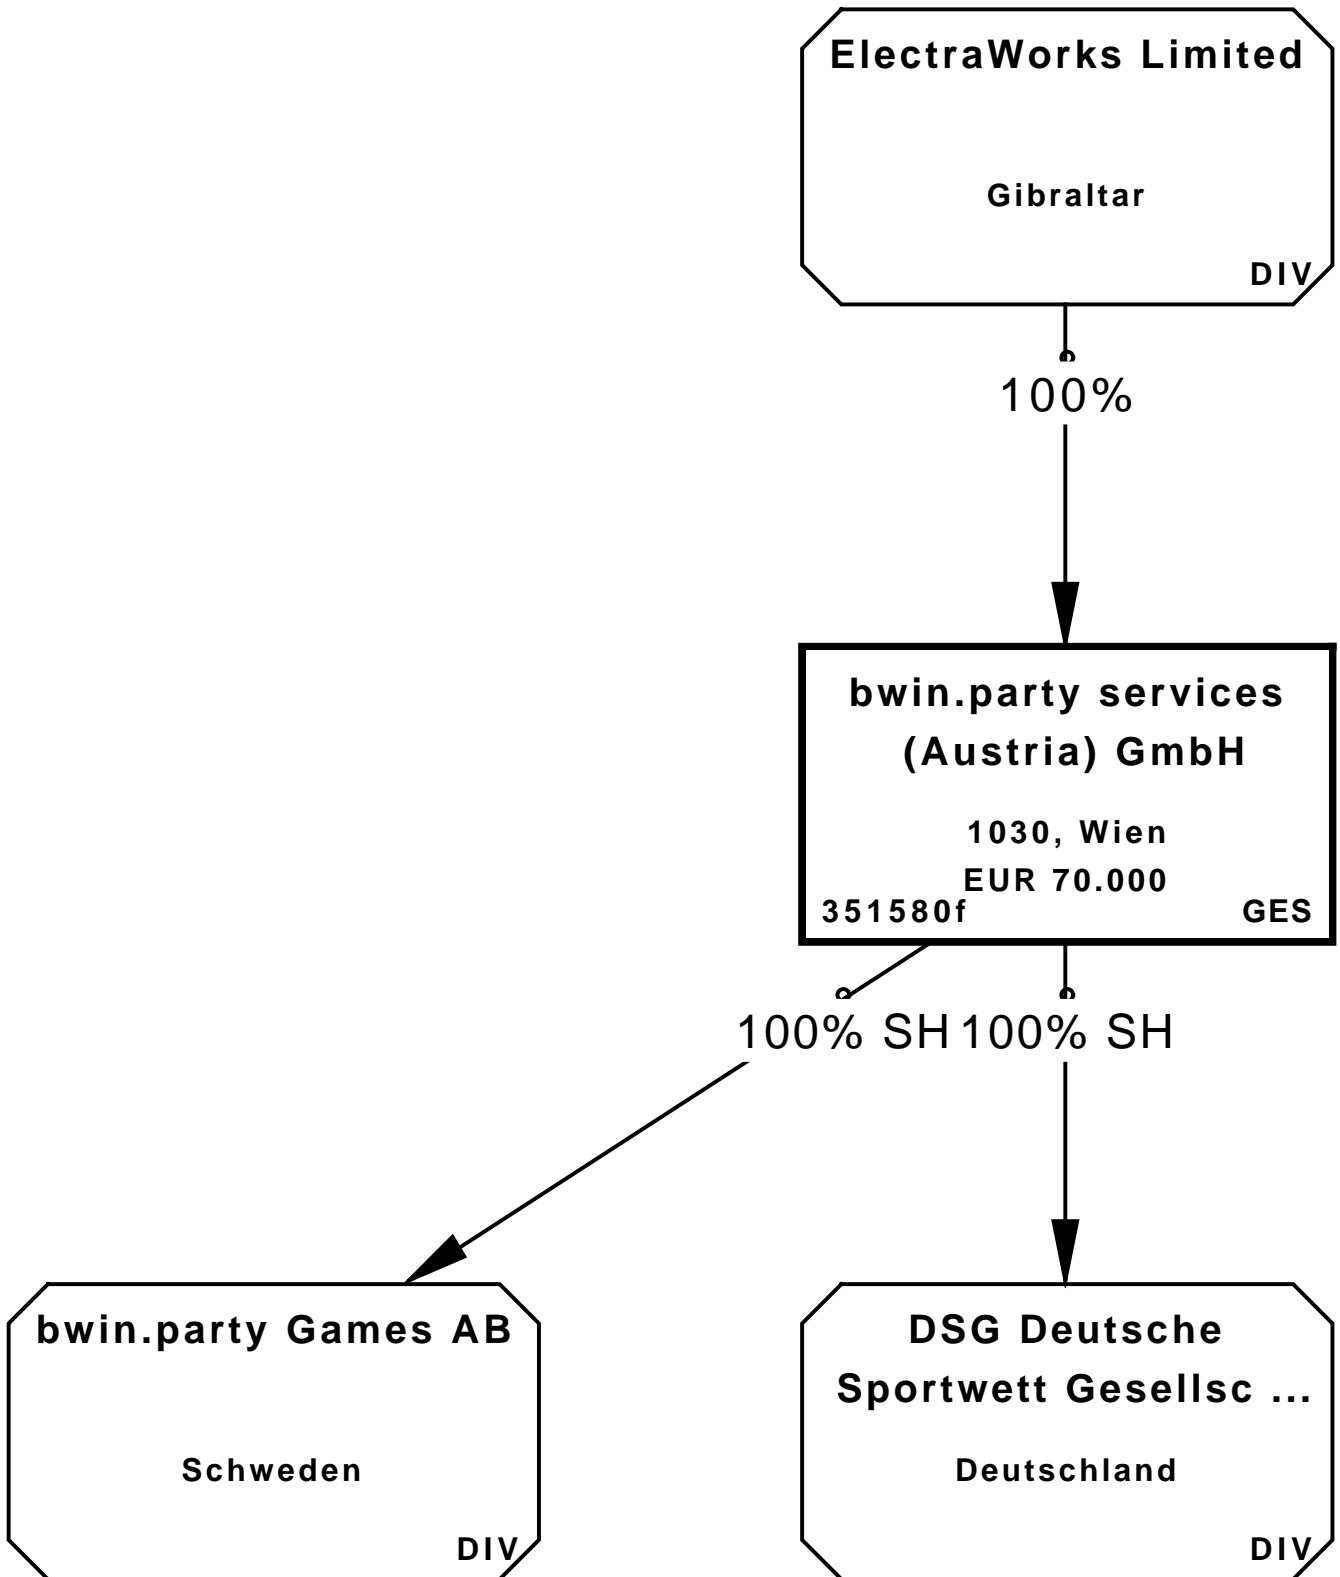 ElectraWorks Limited
Gibraltar
DIV
100%
bwin.party services
(Austria) GmbH
1030, Wien
EUR 70.000
351580f GES
100% SH 100% SH
bwin.party Games AB
Schweden
DIV
DSG Deutsche
Sportwett Gesellsc ...
Deutschland
DIV